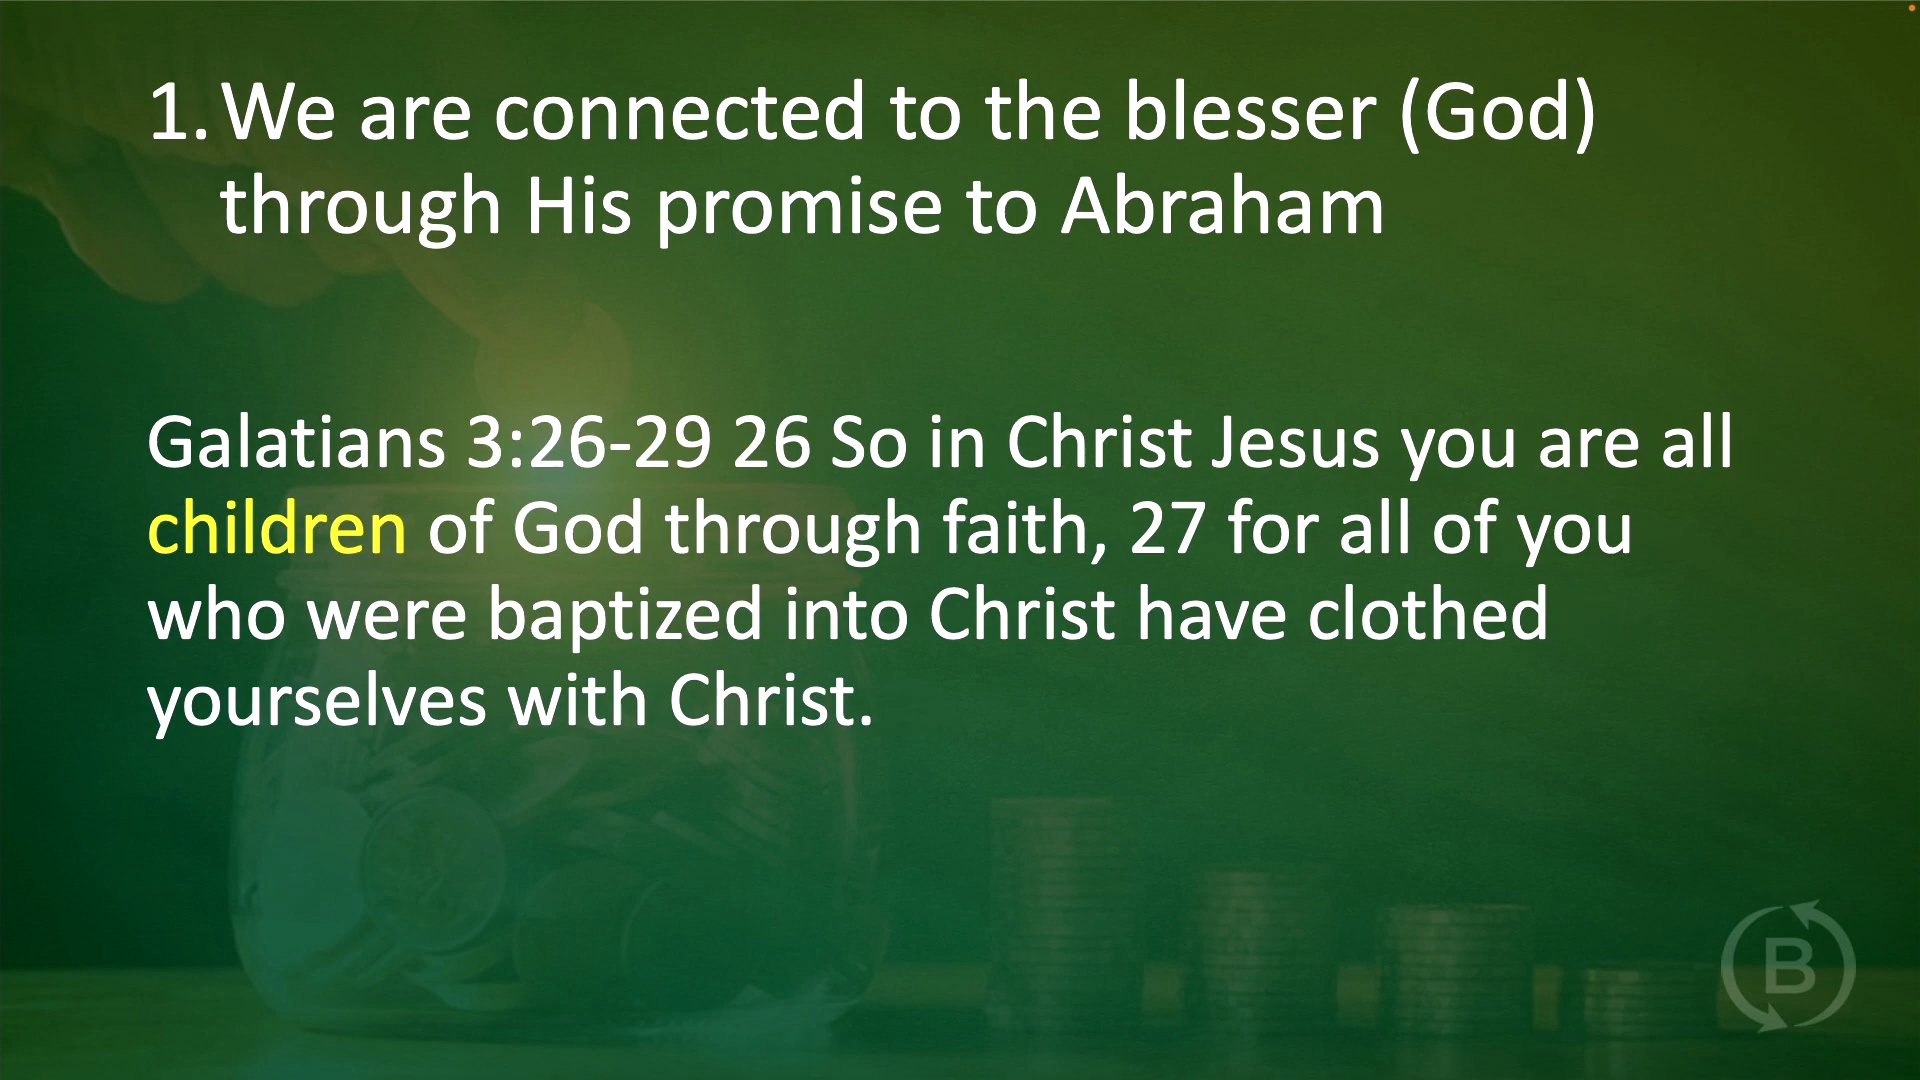 1. We are connected to the blesser (God)
through His promise to Abraham
Galatians 3:26-29 26 So in Christ Jesus you are all
children of God through faith, 27 for all of you
who were baptized into Christ have clothed
yourselves with Christ.
B